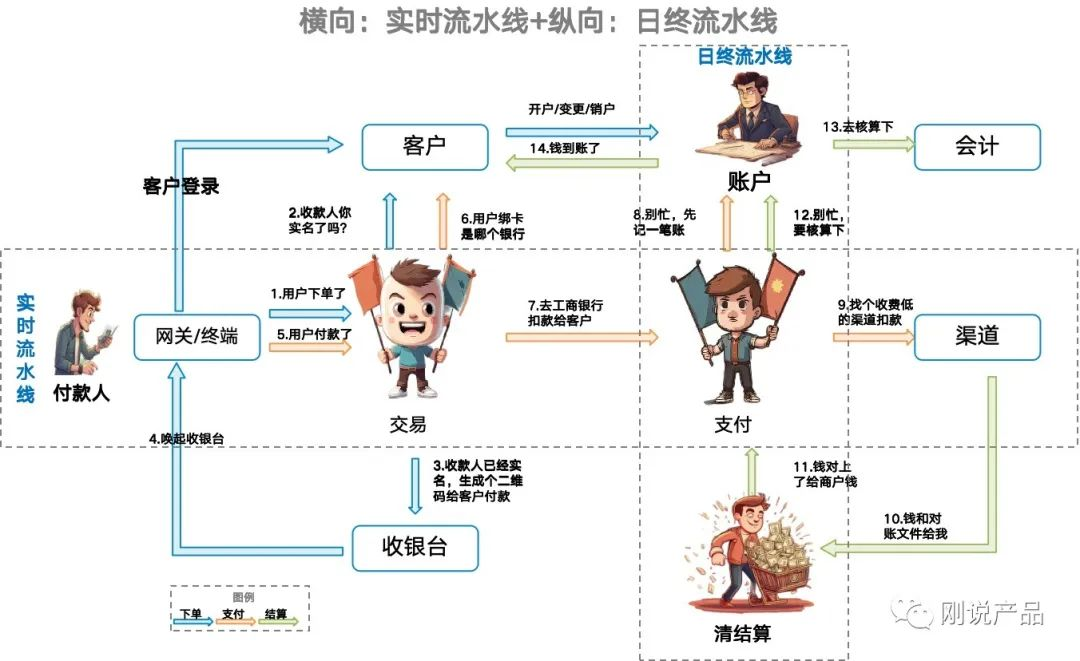 横向：实时流水线+纵向：日终流水线
日终流水线
开户/变更/销户
客户
14.钱到账了
13.去核算下
会计
账户
客户登录
2.收款人你
实名了吗?
6.用户绑卡
是哪个银行
8.别忙，先
记一笔账
12.别忙，
要核算下
实时流水线
付款人
网关/终端
1.用户下单了
5.用户付款了
交易
7.去工商银行
扣款给客户
支付
9.找个收费低
的渠道扣款
渠道
4.唤起收银台
3.收款人已经实
名，生成个二维
码给客户付款
11.钱对上
了给商户钱
10.钱和对
账文件给我
收银台
清结算
图例
下单
支付
结算
刚说产品